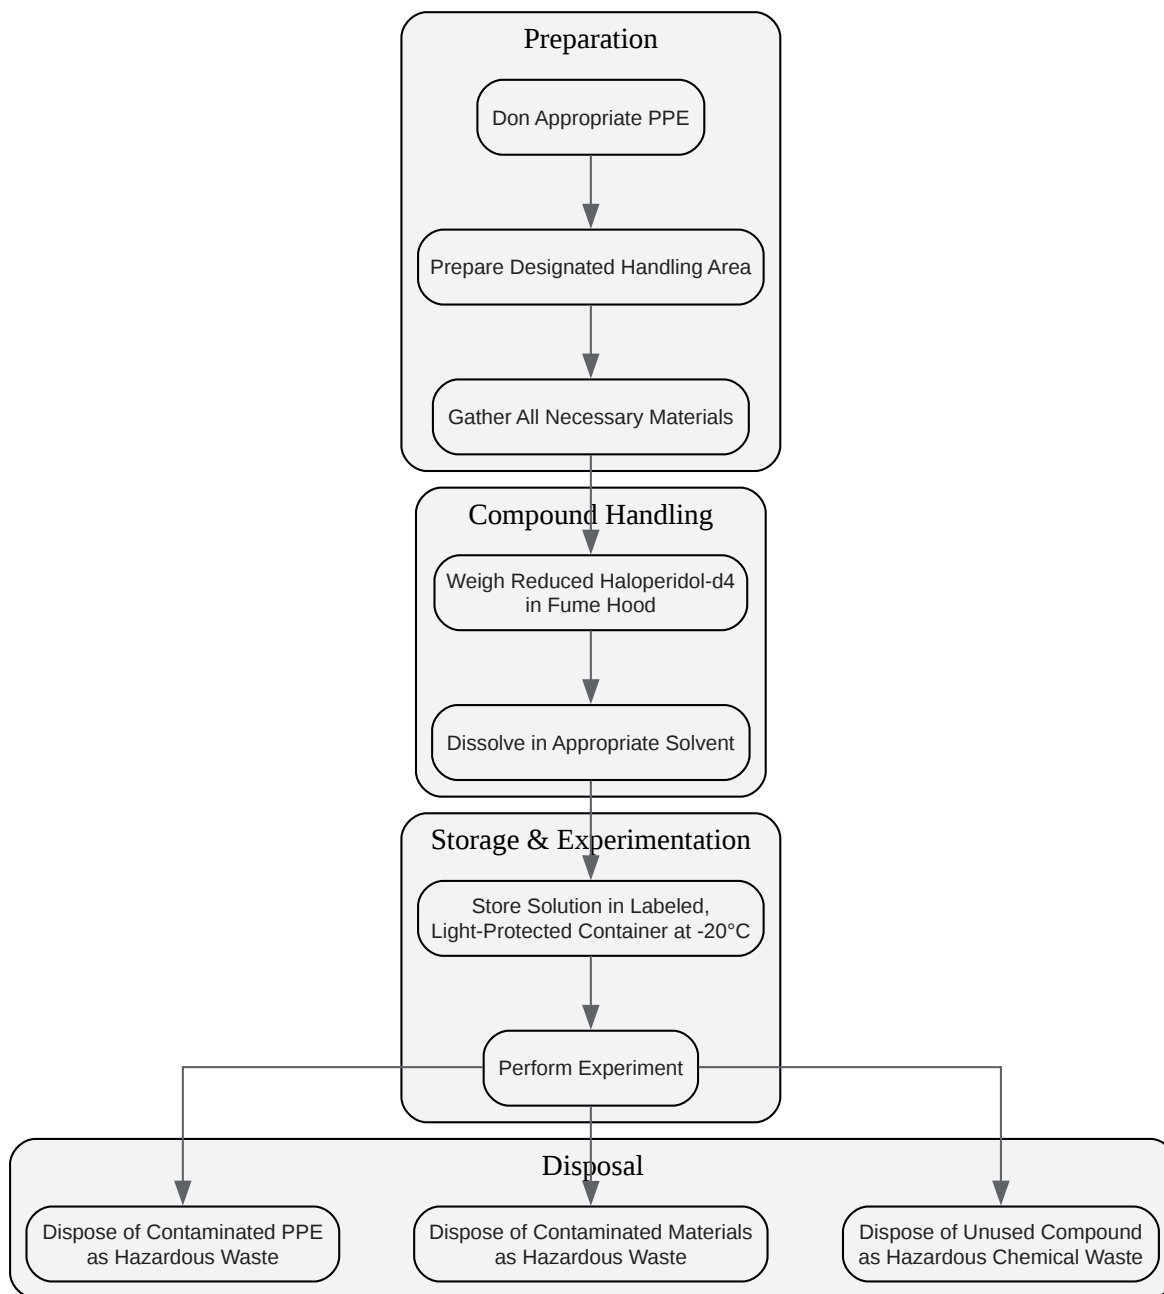 Preparation
Don Appropriate PPE
Prepare Designated Handling Area
Gather All Necessary Materials
Compound Handling
Weigh Reduced Haloperidol-d4
in Fume Hood
Dissolve in Appropriate Solvent
Storage & Experimentation
Store Solution in Labeled,
Light-Protected Container at -20°C
Perform Experiment
Disposal
Dispose of Contaminated PPE
as Hazardous Waste
Dispose of Contaminated Materials
as Hazardous Waste
Dispose of Unused Compound
as Hazardous Chemical Waste